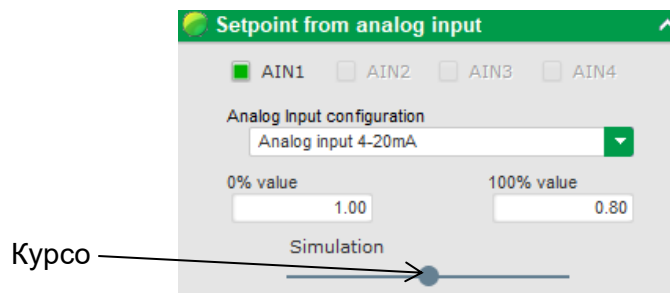 Setpoint from analog input
AIN1 AIN2 AIN3 AIN4
Analog Input configuration
Analog input 4-20mA
0% value 100% value
1.00 0.80
Simulation
Курсо